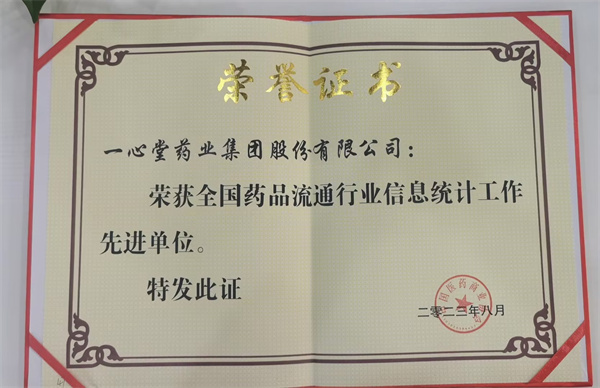 荣誉证书
一心堂药业集团股份有限公司：
荣获全国药品流通行业信息统计工作
先进单位。
特发此证
二零二三年八月